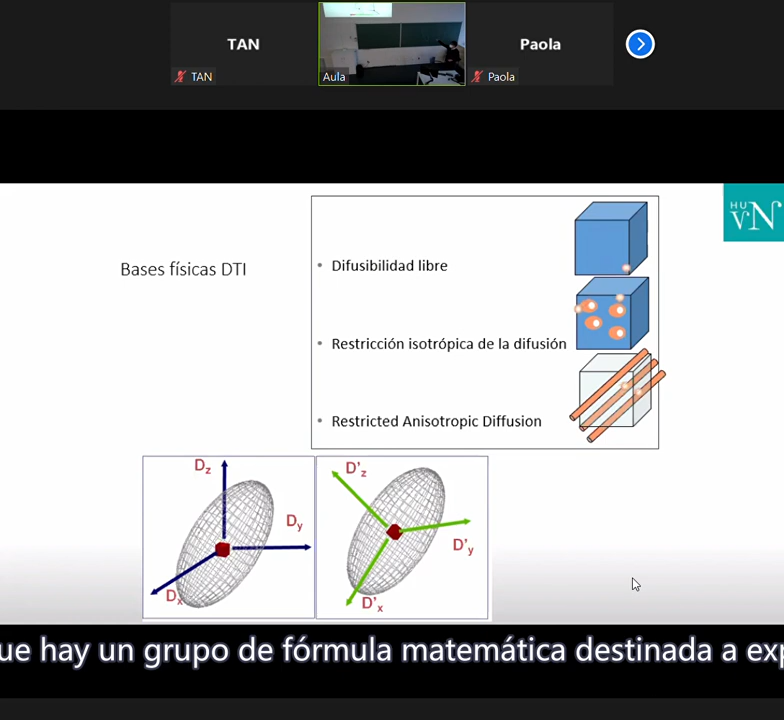 TAN
Paola
TAN
Aula
Paola
HU
VN
Bases físicas DTI
• Difusibilidad libre
• Restricción isotrópica de la difusión
• Restricted Anisotropic Diffusion
Dz
Dy
Dx
D'z
D'y
D'x
ue hay un grupo de fórmula matemática destinada a exp